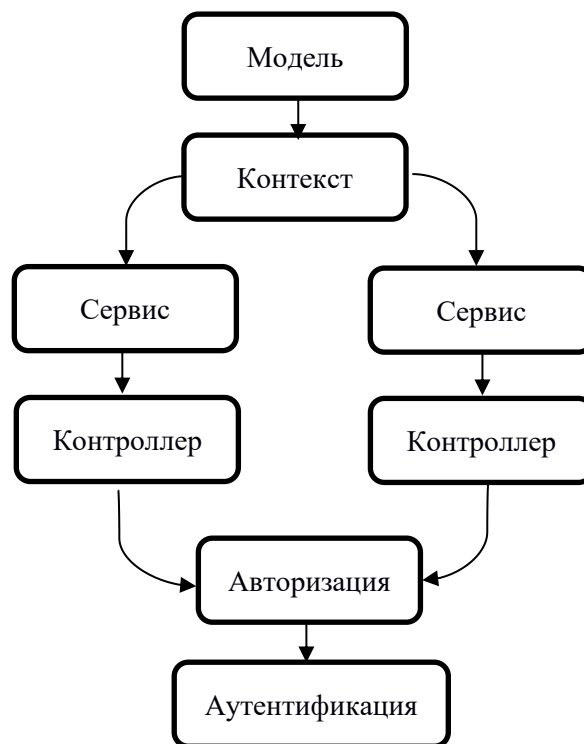 Модель
Контекст
Сервис
Сервис
Контроллер
Контроллер
Авторизация
Аутентификация